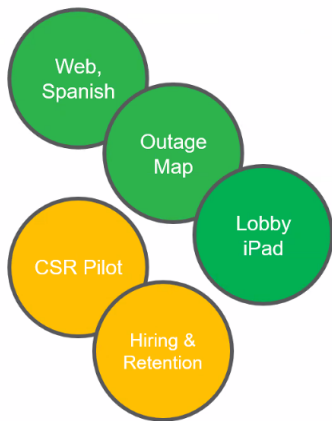 Web,
Spanish
Outage
Map
Lobby
iPad
CSR Pilot
Hiring &
Retention